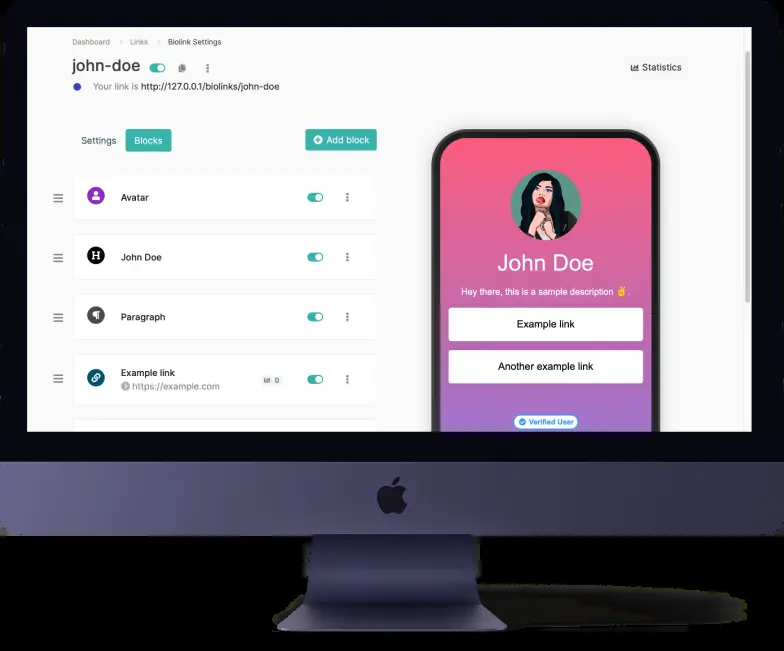 Dashboard > Links > Biolink Settings
john-doe
Statistics
Your link is http://127.0.0.1/biolinks/john-doe
Settings
Blocks
Add block
Avatar
H
John Doe
Paragraph
Example link
https://example.com
0
John Doe
Hey there, this is a sample description ✌️.
Example link
Another example link
Verified User